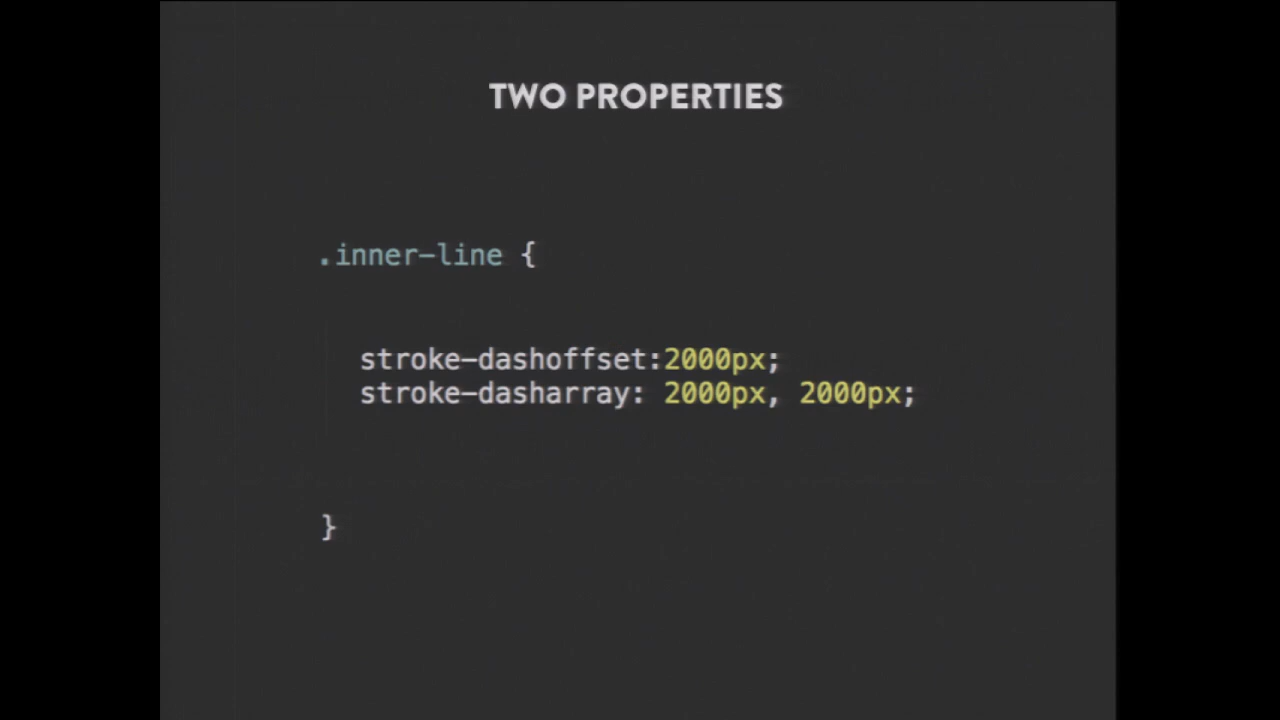 TWO PROPERTIES
.inner-line {
stroke-dashoffset:2000px;
stroke-dasharray: 2000px, 2000px;
}